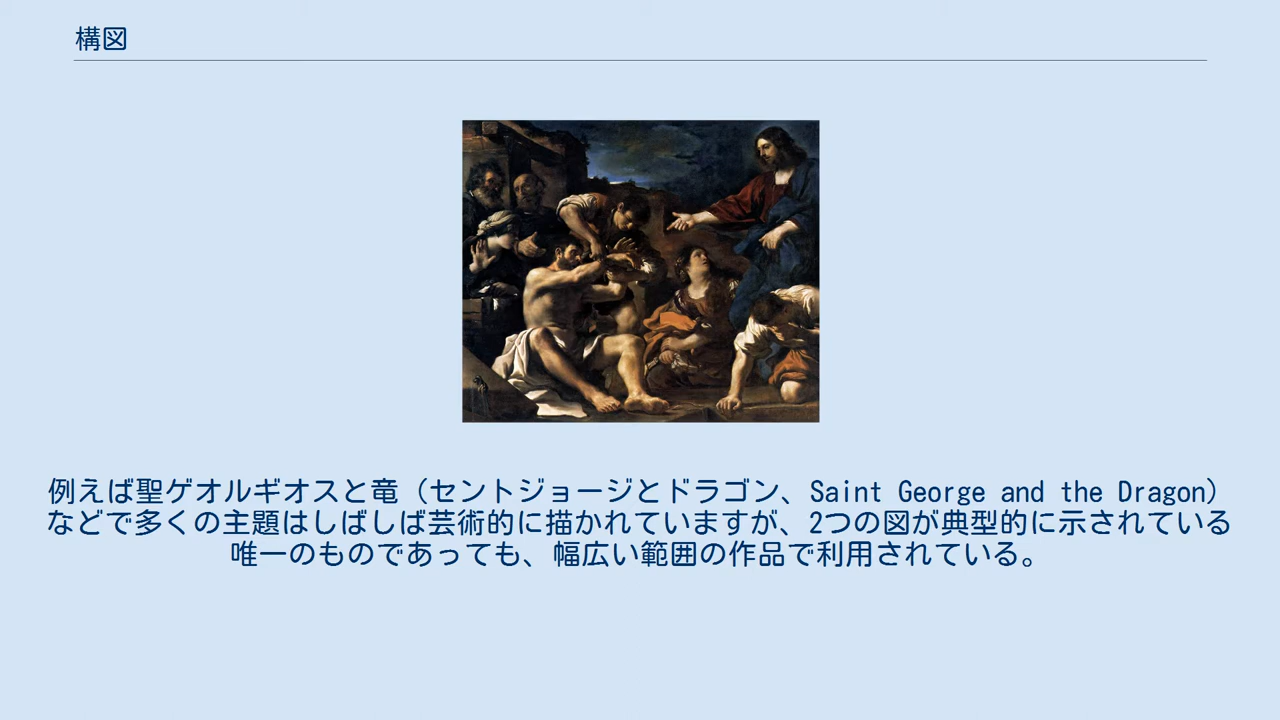 構図
例えば聖ゲオルギオスと竜（セントジョージとドラゴン、Saint George and the Dragon）
などで多くの主題はしばしば芸術的に描かれていますが、2つの図が典型的に示されている
唯一のものであっても、幅広い範囲の作品で利用されている。